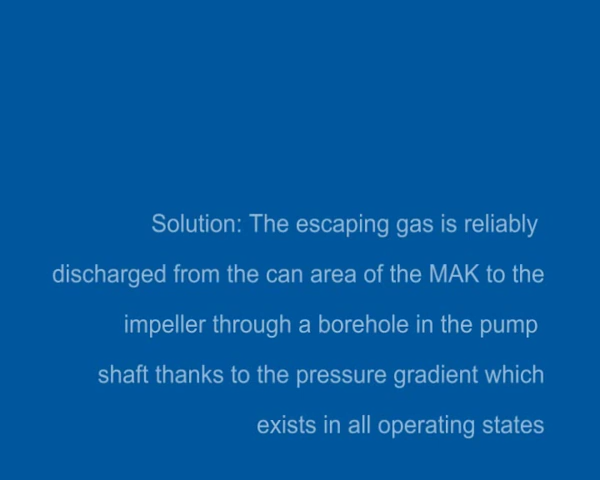 Solution: The escaping gas is reliably
discharged from the can area of the MAK to the
impeller through a borehole in the pump
shaft thanks to the pressure gradient which
exists in all operating states